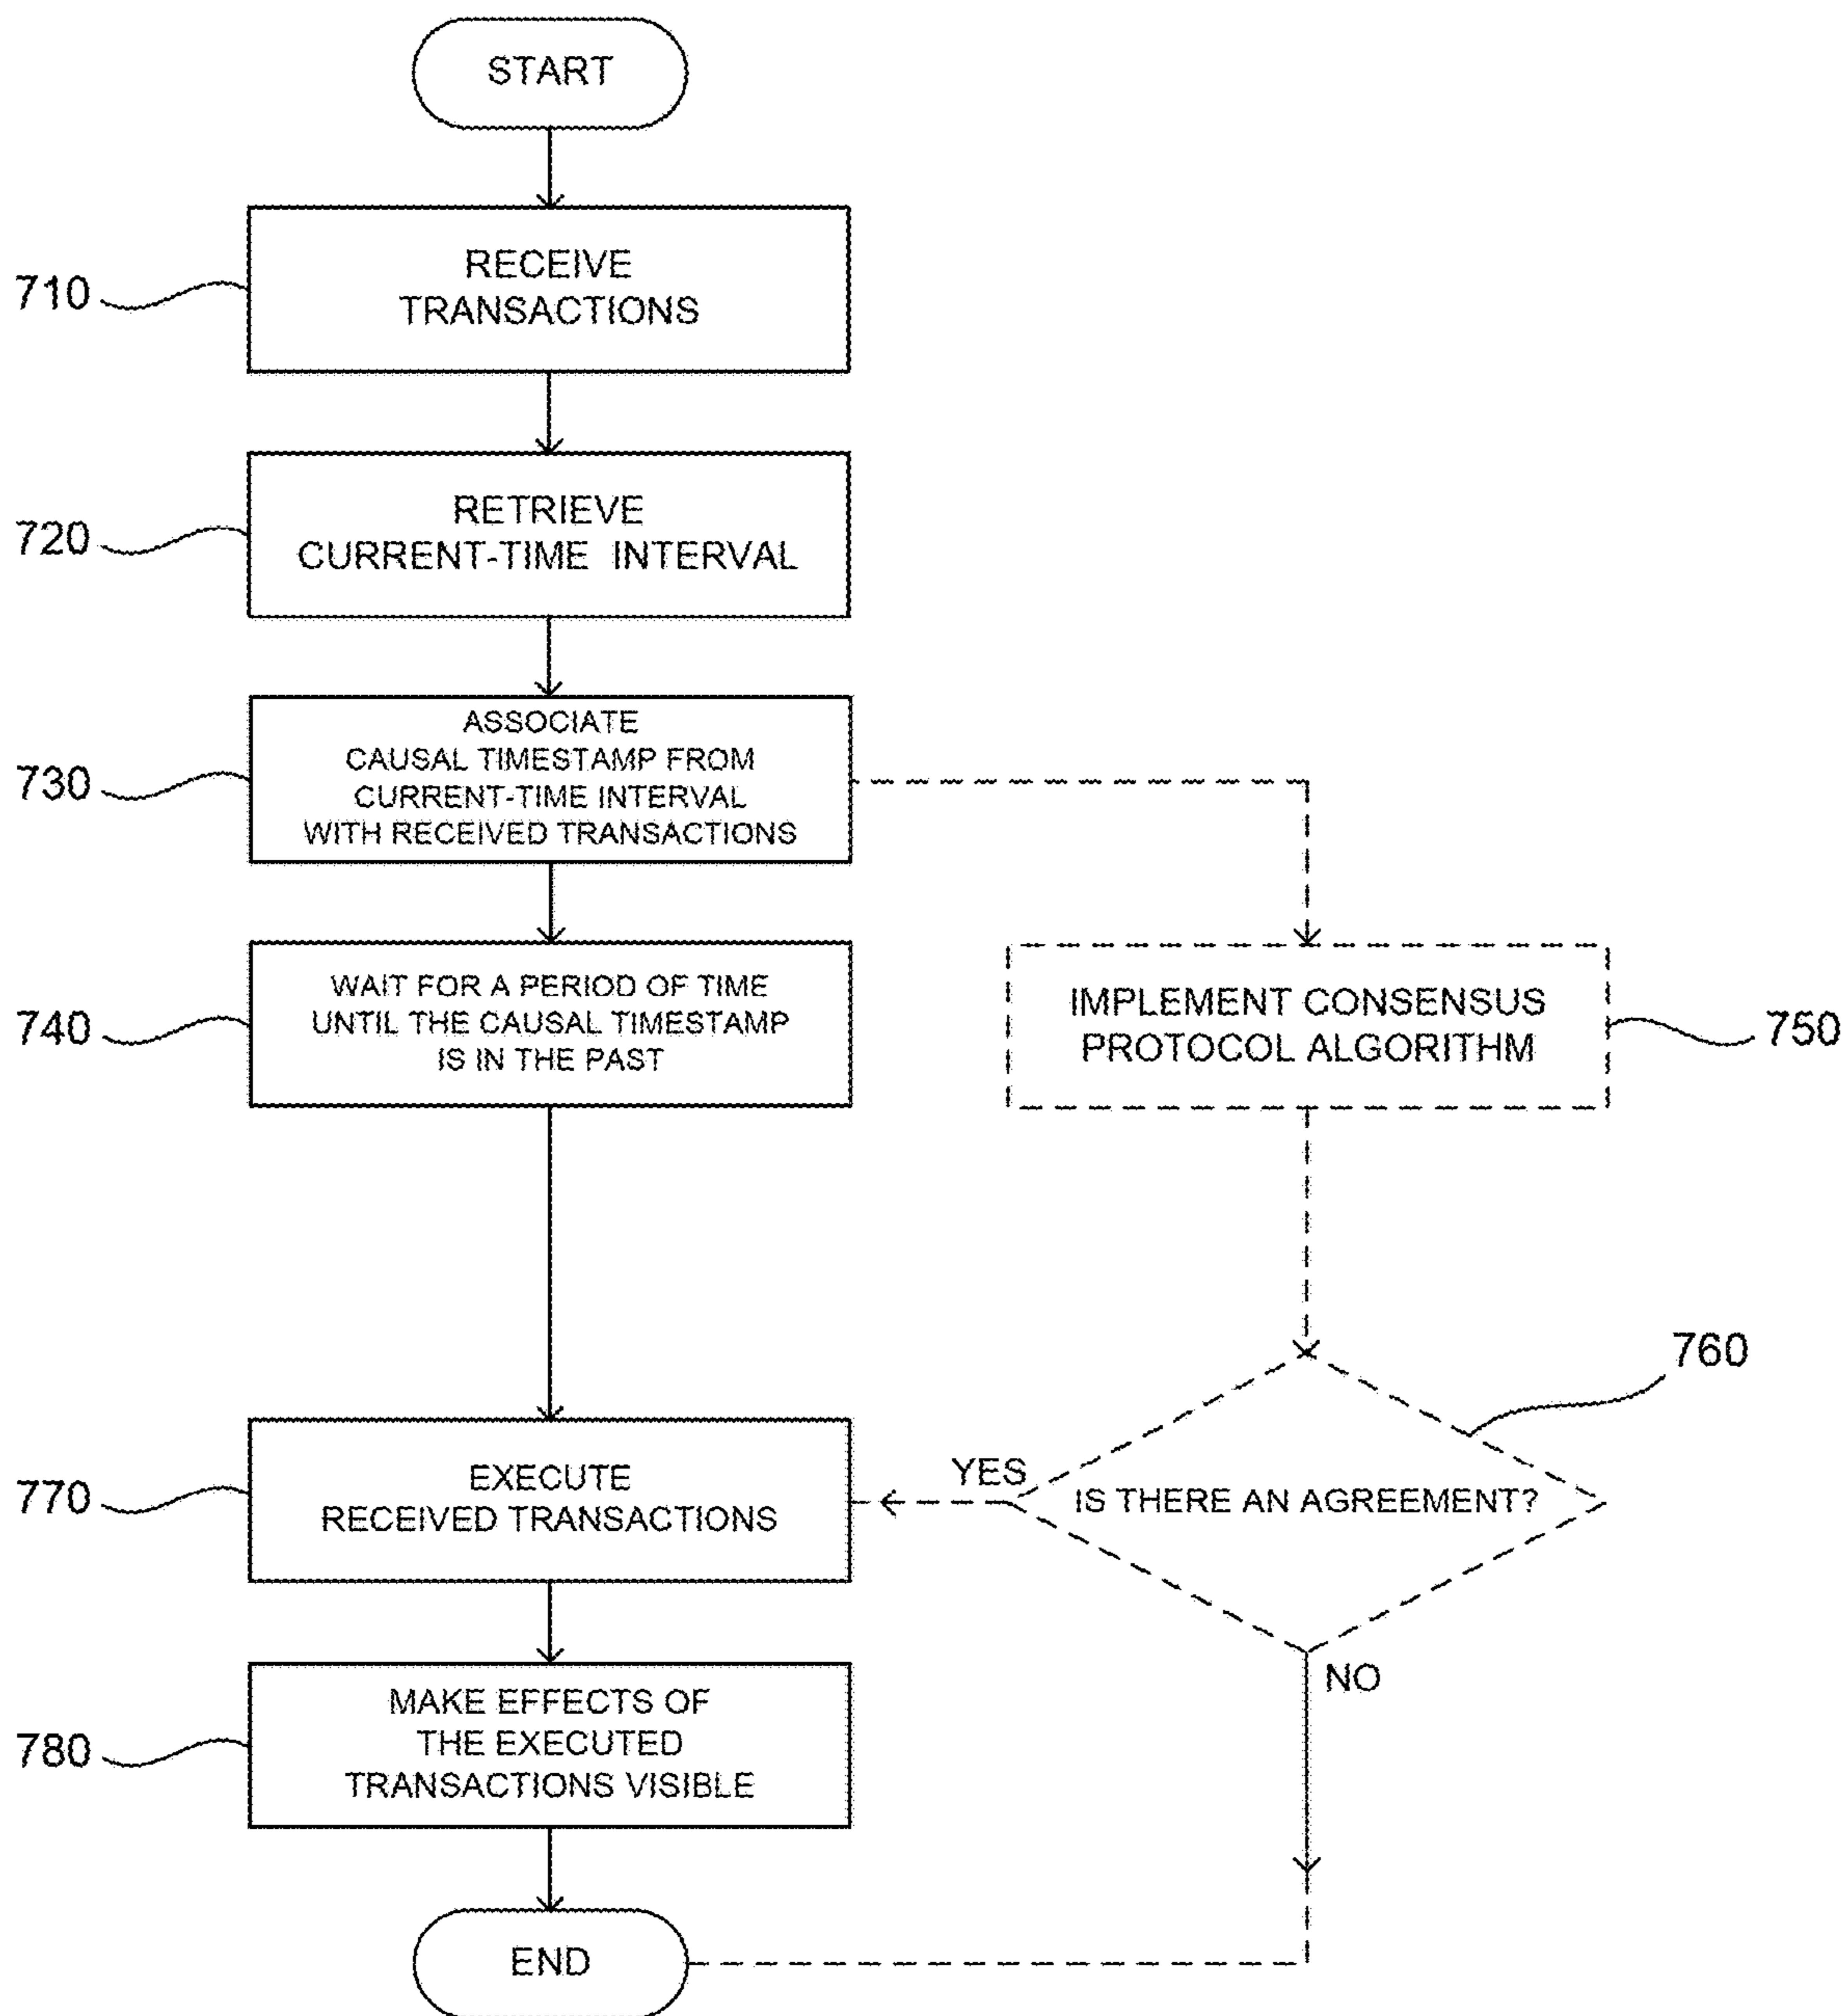 START
710
RECEIVE
TRANSACTIONS
720
RETRIEVE
CURRENT-TIME INTERVAL
730
ASSOCIATE
CAUSAL TIMESTAMP FROM
CURRENT-TIME INTERVAL
WITH RECEIVED TRANSACTIONS
740
WAIT FOR A PERIOD OF TIME
UNTIL THE CAUSAL TIMESTAMP
IS IN THE PAST
IMPLEMENT CONSENSUS
PROTOCOL ALGORITHM
750
760
IS THERE AN AGREEMENT?
YES
NO
770
EXECUTE
RECEIVED TRANSACTIONS
780
MAKE EFFECTS OF
THE EXECUTED
TRANSACTIONS VISIBLE
END